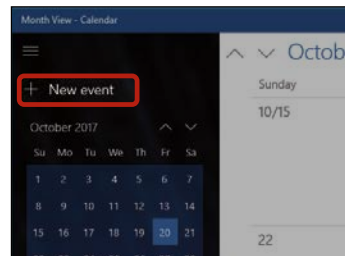 Month View - Calendar
Octob
+ New event
Sunday
October 2017
10/15
Su Mo Tu We Th Fr Sa
1 2 3 4 5 6 7
8 9 10 11 12 13 14
15 16 17 18 19 20 21
22